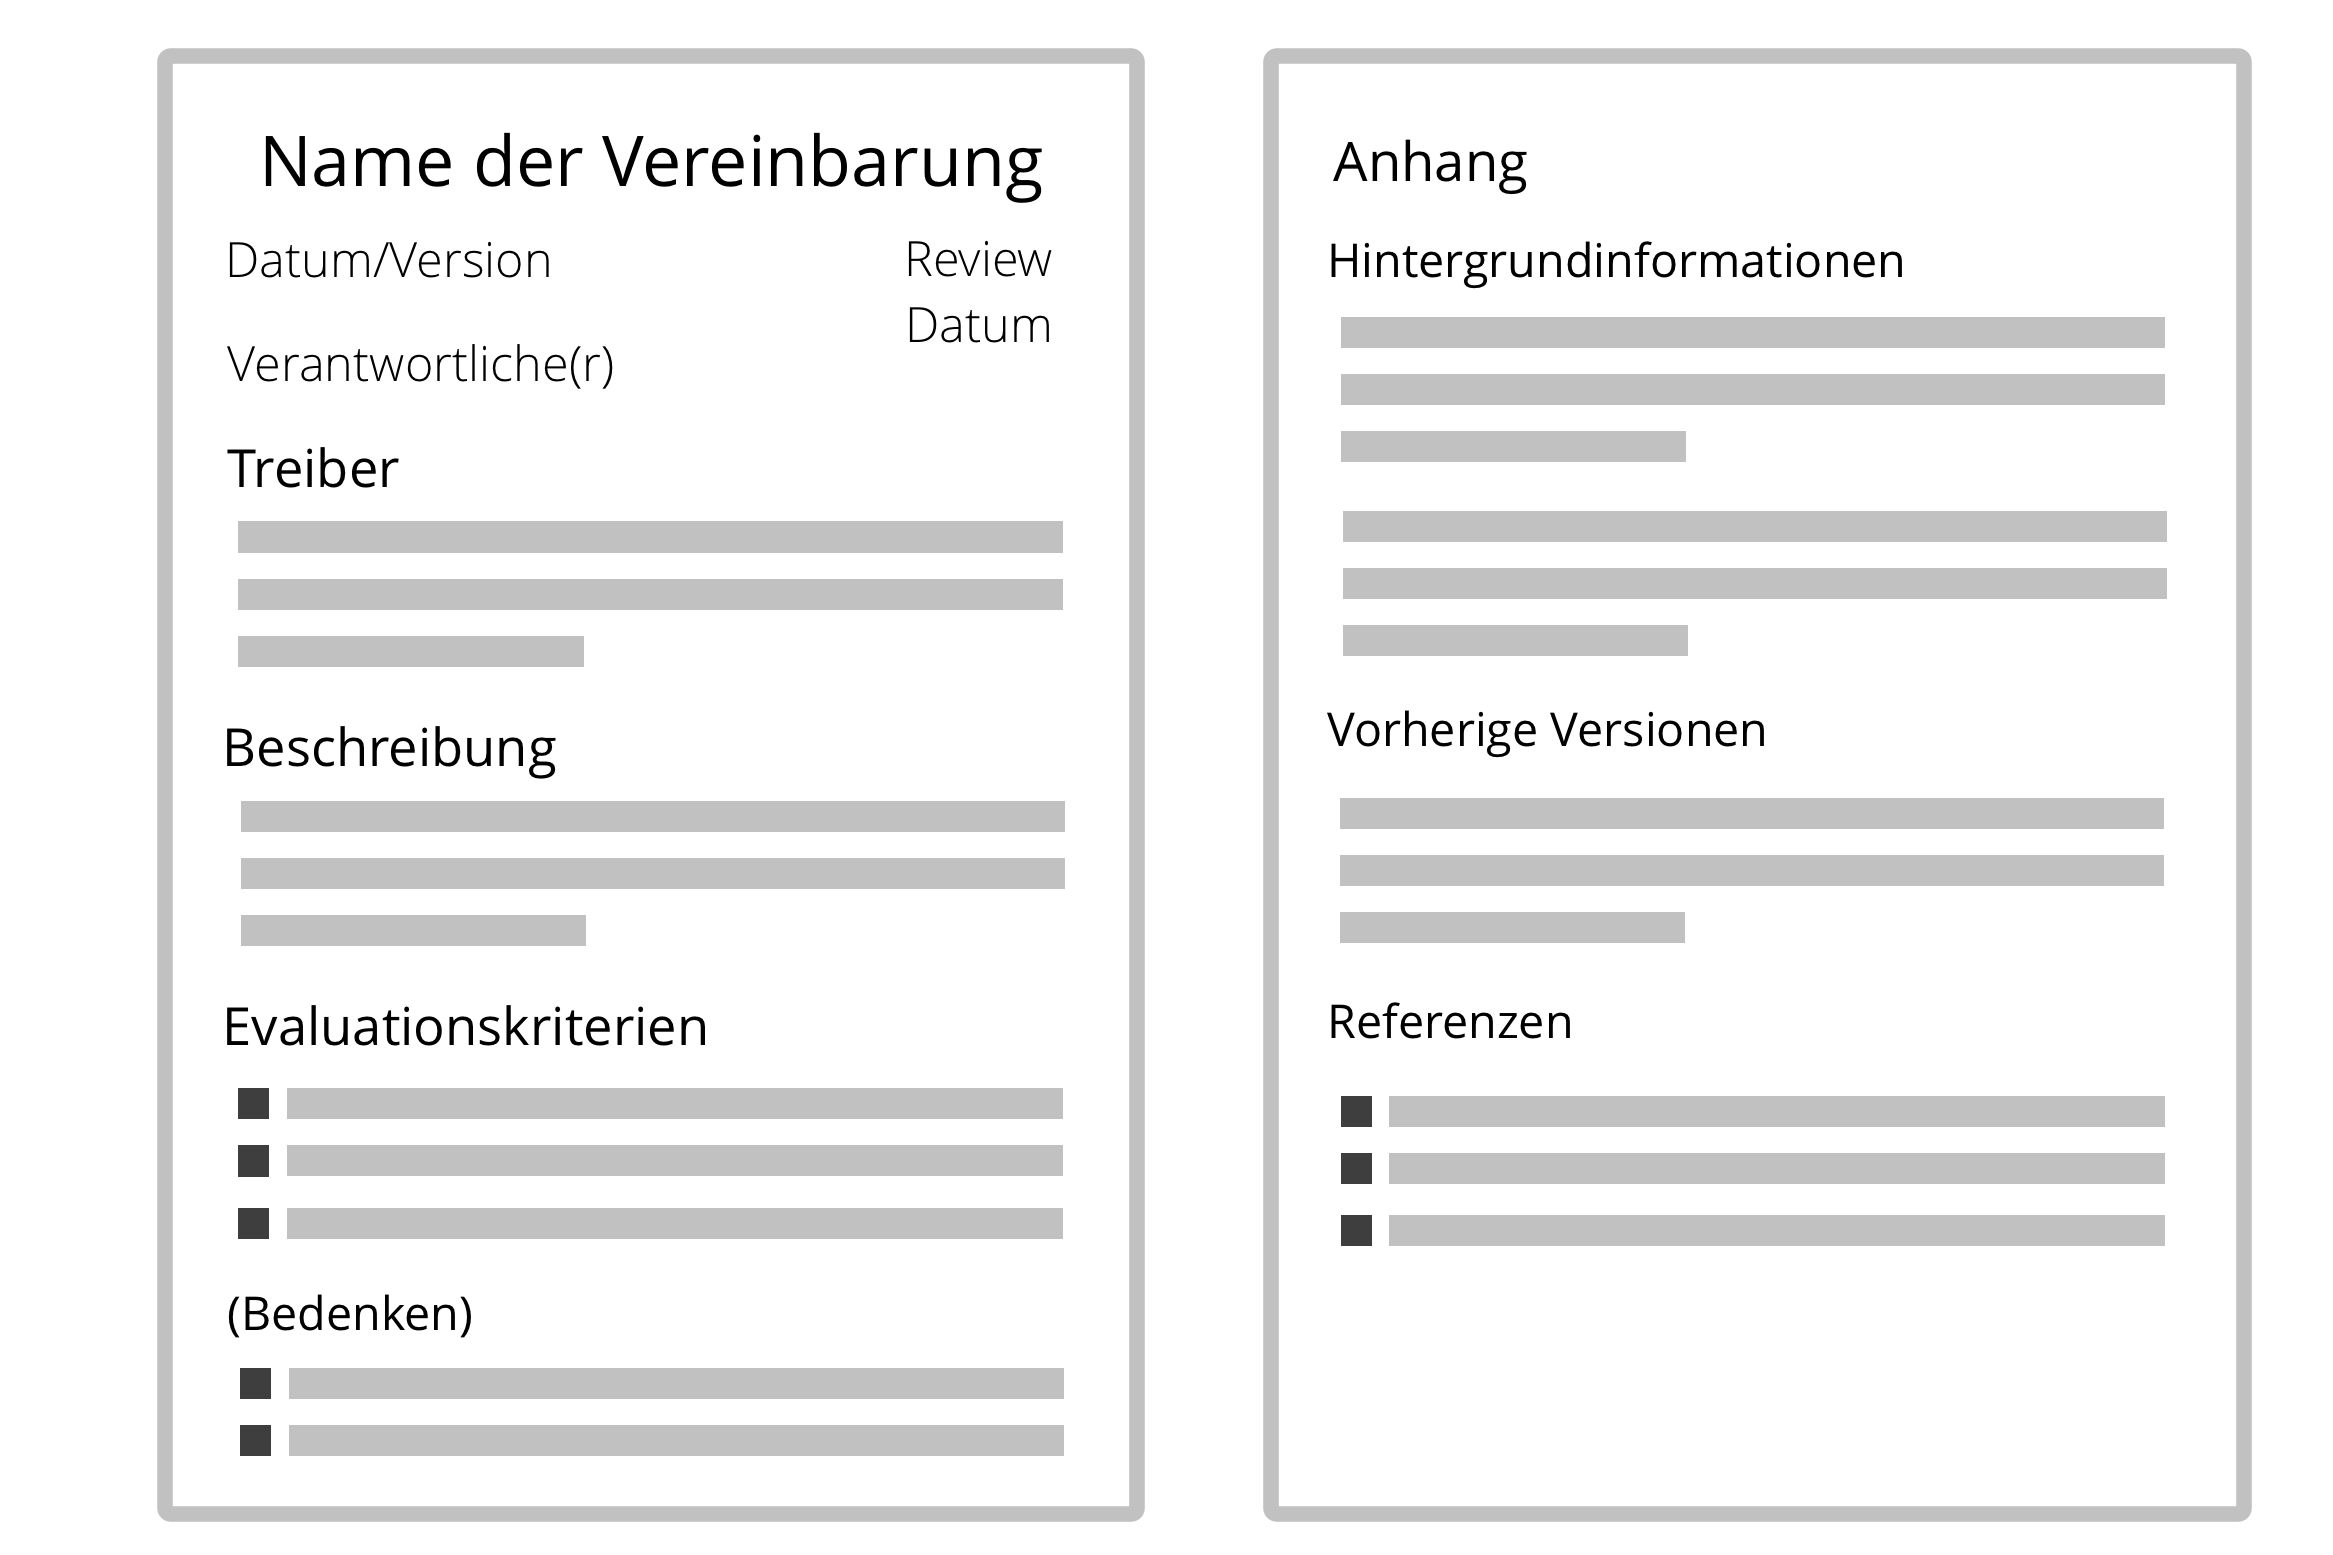 Name der Vereinbarung
Datum/Version
Review
Datum
Verantwortliche(r)
Treiber
Beschreibung
Evaluationskriterien
(Bedenken)
Anhang
Hintergrundinformationen
Vorherige Versionen
Referenzen